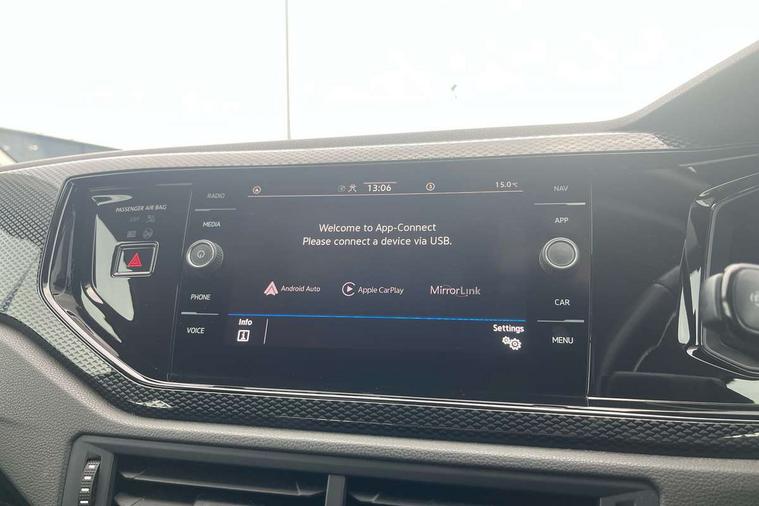 PASSENGER AIR BAG
RADIO
MEDIA
PHONE
VOICE
13:06
15.0°C
Welcome to App-Connect
Please connect a device via USB.
Android Auto
Apple CarPlay
MirrorLink
Info
Settings
NAV
APP
CAR
MENU